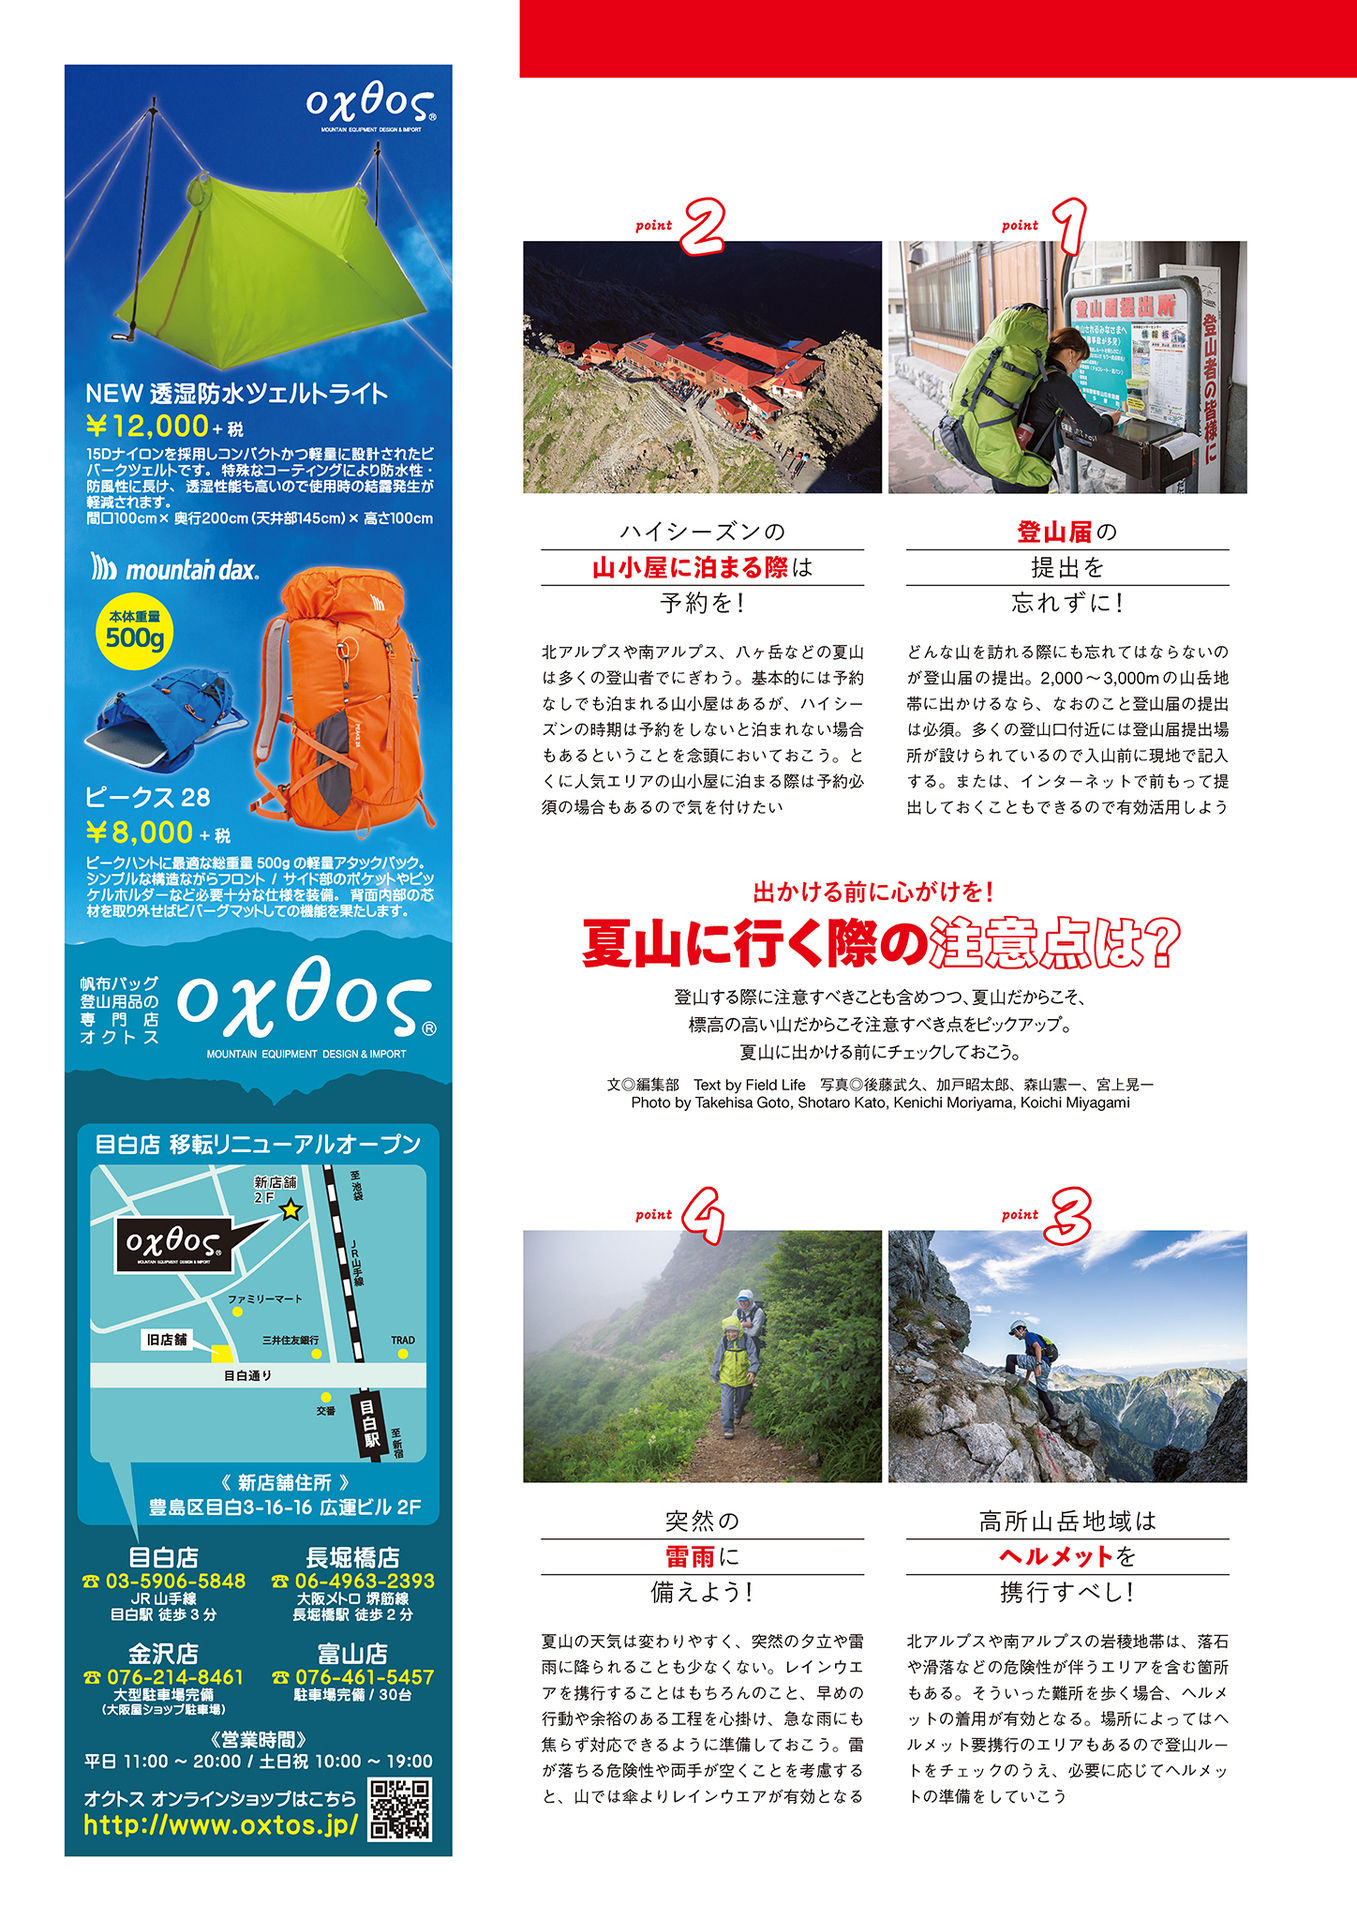 οχθος®
MOUNTAIN EQUIPMENT DESIGN & IMPORT
NEW 透湿防水ツェルトライト
¥12,000+税
15Dナイロンを採用しコンパクトかつ軽量に設計されたビ
バークツェルトです。特殊なコーティングにより防水性・
防風性に長け、透湿性能も高いので使用時の結露発生が
軽減されます。
間口100cm×奥行200cm(天井部145cm)×高さ100cm
mountain dax®
本体重量
500g
PEAKS 28
ピークス 28
¥8,000+税
ピークハントに最適な総重量500gの軽量アタックパック。
シンプルな構造ながらフロント / サイド部のポケットやピッ
ケルホルダーなど必要十分な仕様を装備。背面内部の芯
材を取り外せばビバーグマットしての機能を果たします。
帆布バッグ
登山用品の
専門店
オクトス
οχθος®
MOUNTAIN EQUIPMENT DESIGN & IMPORT
目白店 移転リニューアルオープン
新店舗
2F
至池袋
οχθος®
MOUNTAIN EQUIPMENT DESIGN & IMPORT
JR山手線
ファミリーマート
旧店舗
三井住友銀行
TRAD
目白通り
交番
目白駅
至新宿
《 新店舗住所 》
豊島区目白3-16-16 広運ビル 2F
目白店
☎ 03-5906-5848
JR 山手線
目白駅 徒歩 3 分
長堀橋店
☎ 06-4963-2393
大阪メトロ 堺筋線
長堀橋駅 徒歩 2 分
金沢店
☎ 076-214-8461
大型駐車場完備
(大阪屋ショップ駐車場)
富山店
☎ 076-461-5457
駐車場完備 / 30台
《営業時間》
平日 11:00 ~ 20:00 / 土日祝 10:00 ~ 19:00
オクトス オンラインショップはこちら
http://www.oxtos.jp/
point 1
登山届提出所
情報板
登山者の皆様に
登山届の
提出を
忘れずに!
どんな山を訪れる際にも忘れてはならないの
が登山届の提出。2,000～3,000mの山岳地
帯に出かけるなら、なおのこと登山届の提出
は必須。多くの登山口付近には登山届提出場
所が設けられているので入山前に現地で記入
する。または、インターネットで前もって提
出しておくこともできるので有効活用しよう
point 2
ハイシーズンの
山小屋に泊まる際は
予約を!
北アルプスや南アルプス、八ヶ岳などの夏山
は多くの登山者でにぎわう。基本的には予約
なしでも泊まれる山小屋はあるが、ハイシー
ズンの時期は予約をしないと泊まれない場合
もあるということを念頭においておこう。と
くに人気エリアの山小屋に泊まる際は予約必
須の場合もあるので気を付けたい
出かける前に心がけを!
夏山に行く際の注意点は?
登山する際に注意すべきことも含めつつ、夏山だからこそ、
標高の高い山だからこそ注意すべき点をピックアップ。
夏山に出かける前にチェックしておこう。
文◎編集部　Text by Field Life　写真◎後藤武久、加戸昭太郎、森山憲一、宮上晃一
Photo by Takehisa Goto, Shotaro Kato, Kenichi Moriyama, Koichi Miyagami
point 3
高所山岳地域は
ヘルメットを
携行すべし!
北アルプスや南アルプスの岩稜地帯は、落石
や滑落などの危険性が伴うエリアを含む箇所
もある。そういった難所を歩く場合、ヘルメ
ットの着用が有効となる。場所によってはヘ
ルメット要携行のエリアもあるので登山ルー
トをチェックのうえ、必要に応じてヘルメッ
トの準備をしていこう
point 4
突然の
雷雨に
備えよう!
夏山の天気は変わりやすく、突然の夕立や雷
雨に降られることも少なくない。レインウエ
アを携行することはもちろんのこと、早めの
行動や余裕のある工程を心掛け、急な雨にも
焦らず対応できるように準備しておこう。雷
が落ちる危険性や両手が空くことを考慮する
と、山では傘よりレインウエアが有効となる